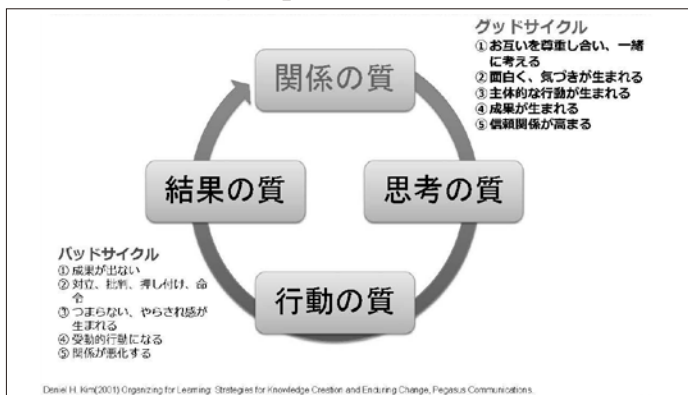 グッドサイクル
①お互いを尊重し合い、一緒
に考える
②面白く、気づきが生まれる
③主体的な行動が生まれる
④成果が生まれる
⑤信頼関係が高まる
関係の質
思考の質
行動の質
結果の質
バッドサイクル
①成果が出ない
②対立、批判、押し付け、命
令
③つまらない、やらされ感が
生まれる
④受動的行動になる
⑤関係が悪化する
Deniel H. Kim(2001) Organizing for Learning: Strategies for Knowledge Creation and Enduring Change, Pegasus Communications.